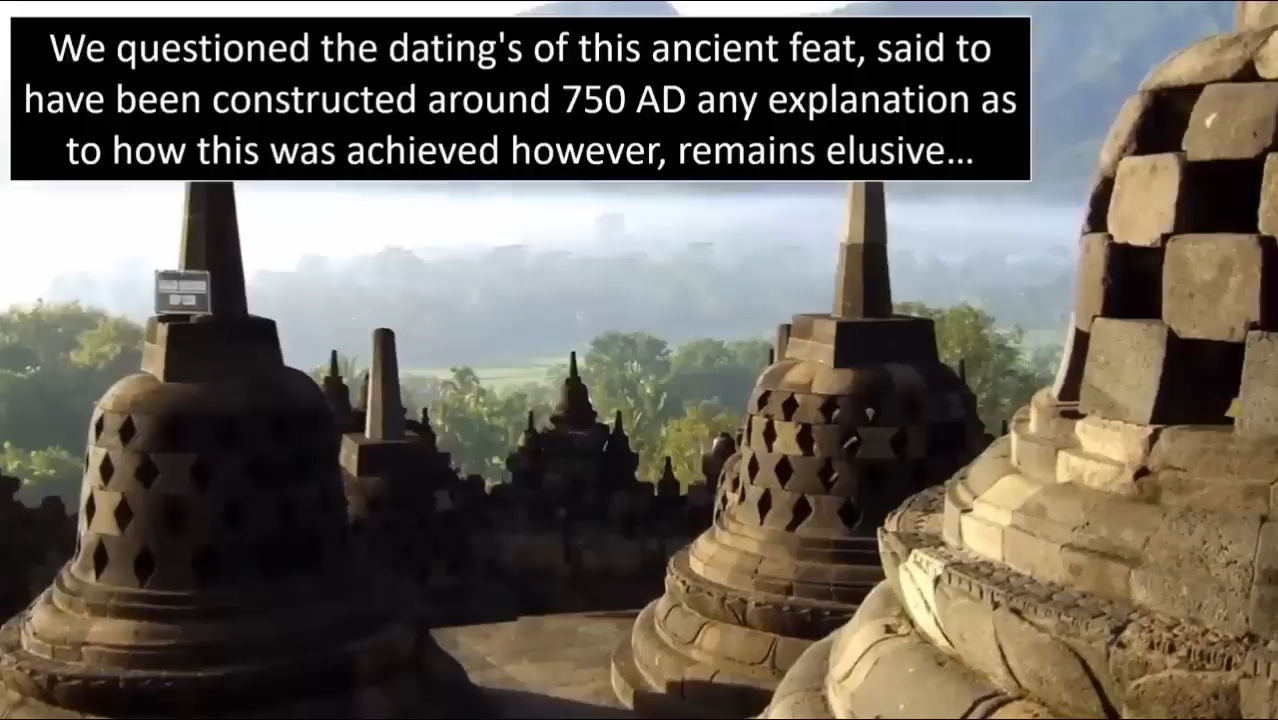 We questioned the dating's of this ancient feat, said to
have been constructed around 750 AD any explanation as
to how this was achieved however, remains elusive...